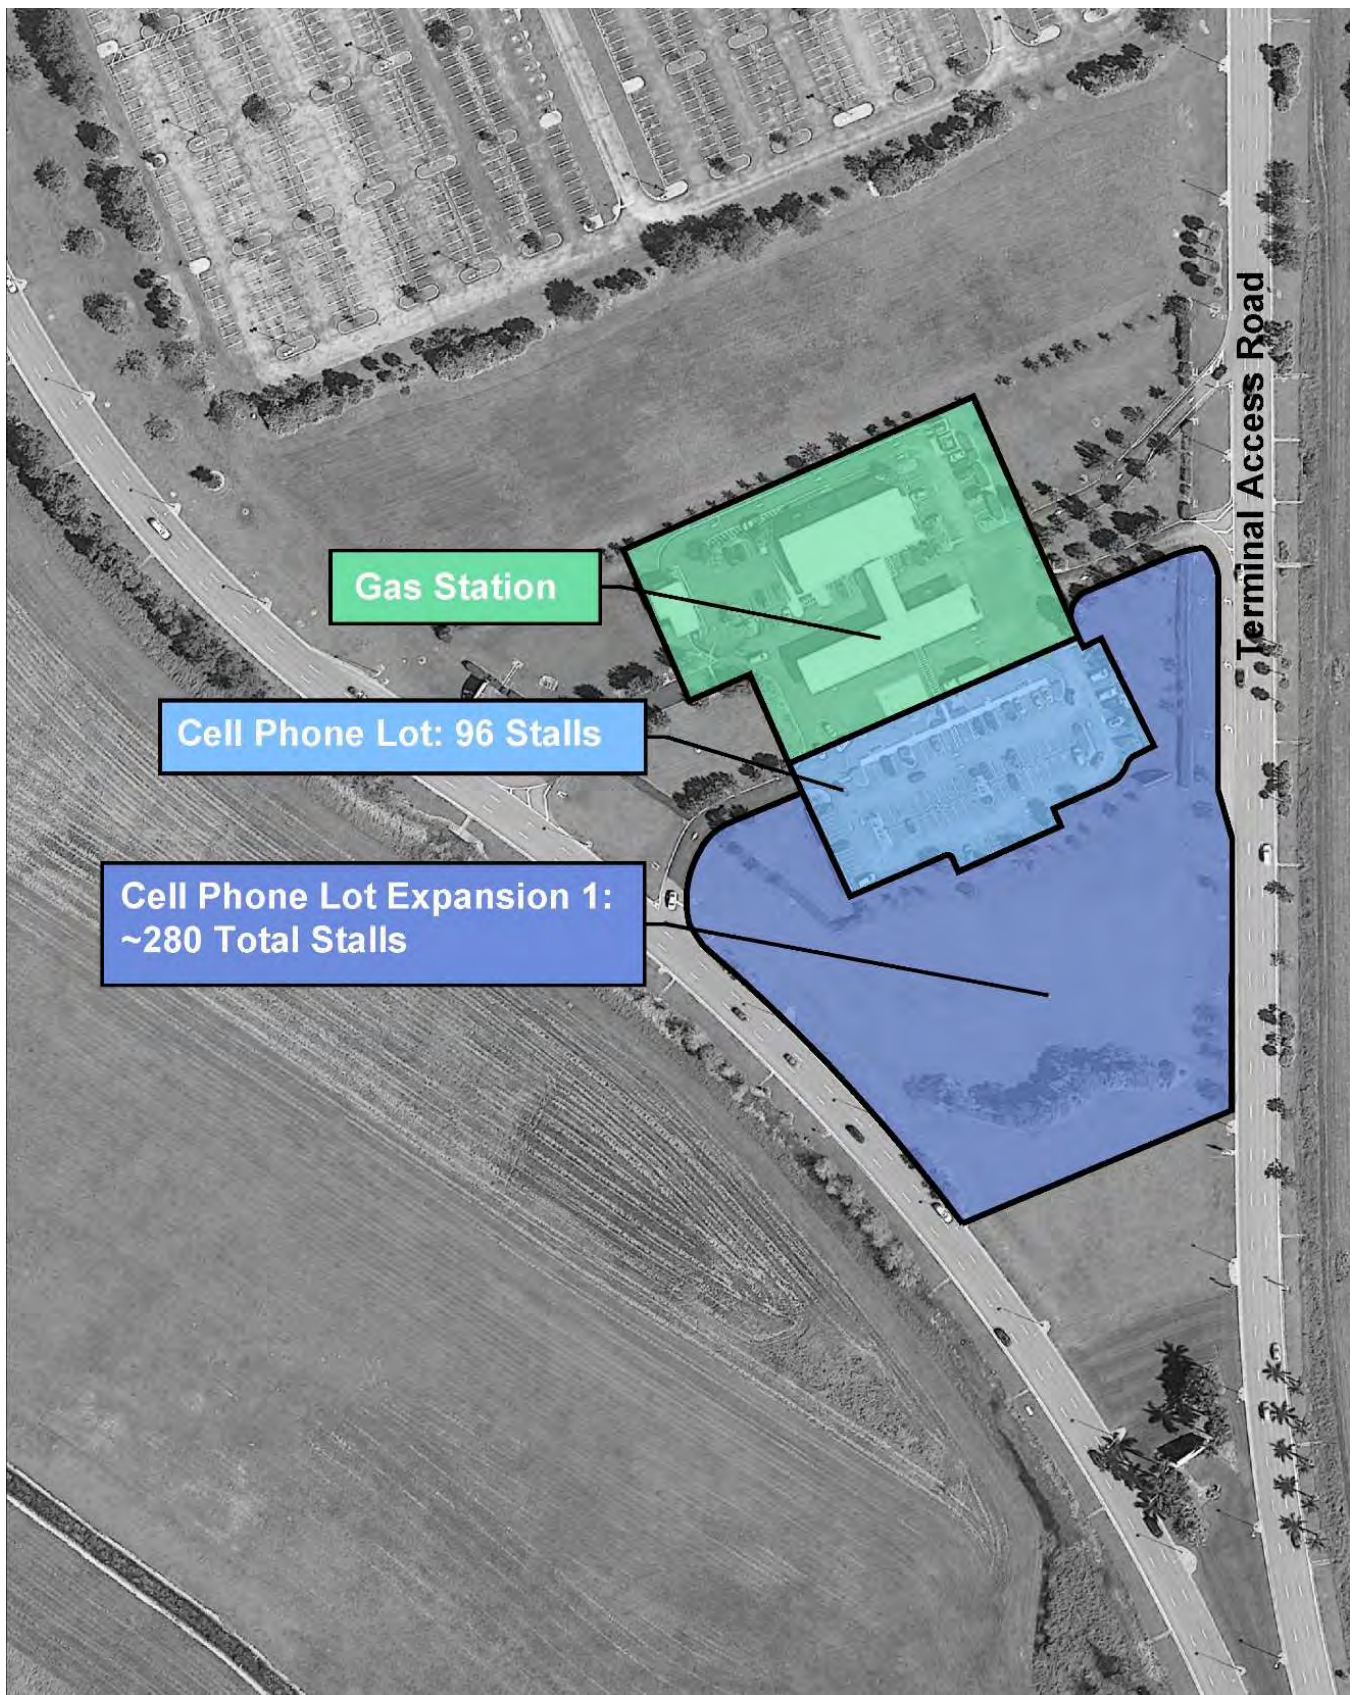 Terminal Access Road
Gas Station
Cell Phone Lot: 96 Stalls
Cell Phone Lot Expansion 1:
~280 Total Stalls